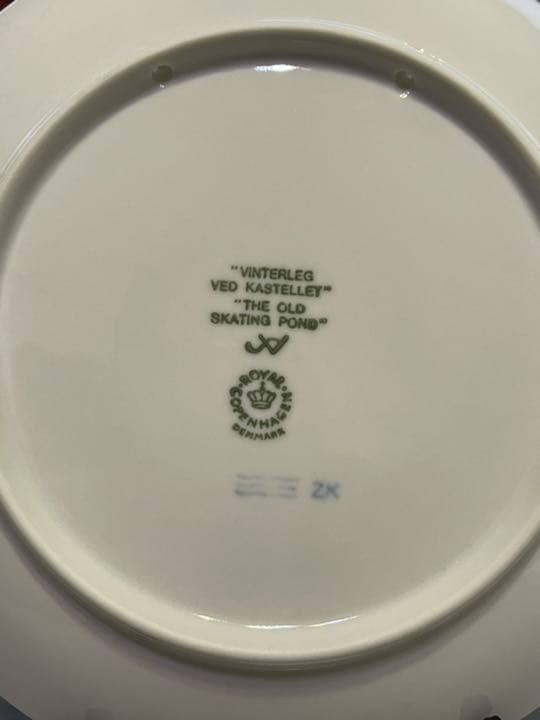 "VINTERLEG
VED KASTELLET"
"THE OLD
SKATING POND"
ROYAL
COPENHAGEN
DENMARK
ZK